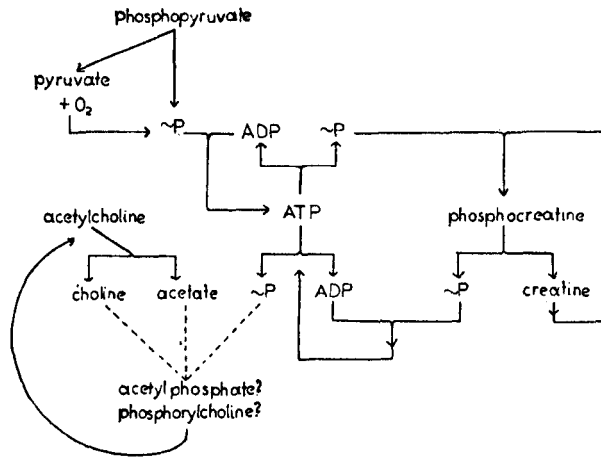 phosphopyruvate
pyruvate
+ O₂
~P ADP ~P
ATP
acetylcholine
phosphocreatine
choline acetate ~P ADP ~P creatine
acetyl phosphate?
phosphorylcholine?